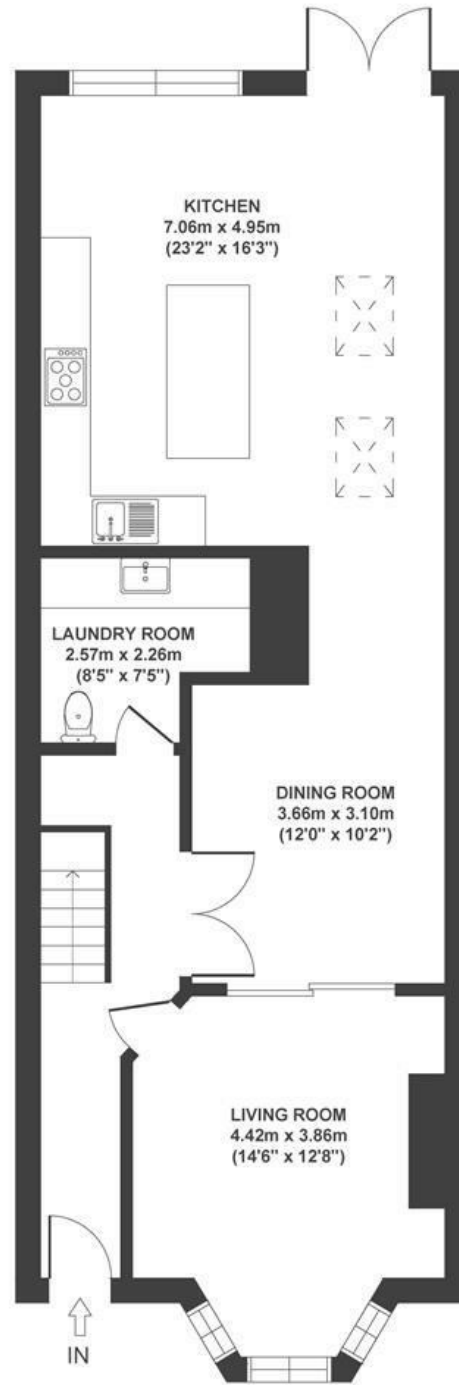 KITCHEN
7.06m x 4.95m
(23'2" x 16'3")
LAUNDRY ROOM
2.57m x 2.26m
(8'5" x 7'5")
DINING ROOM
3.66m x 3.10m
(12'0" x 10'2")
LIVING ROOM
4.42m x 3.86m
(14'6" x 12'8")
IN